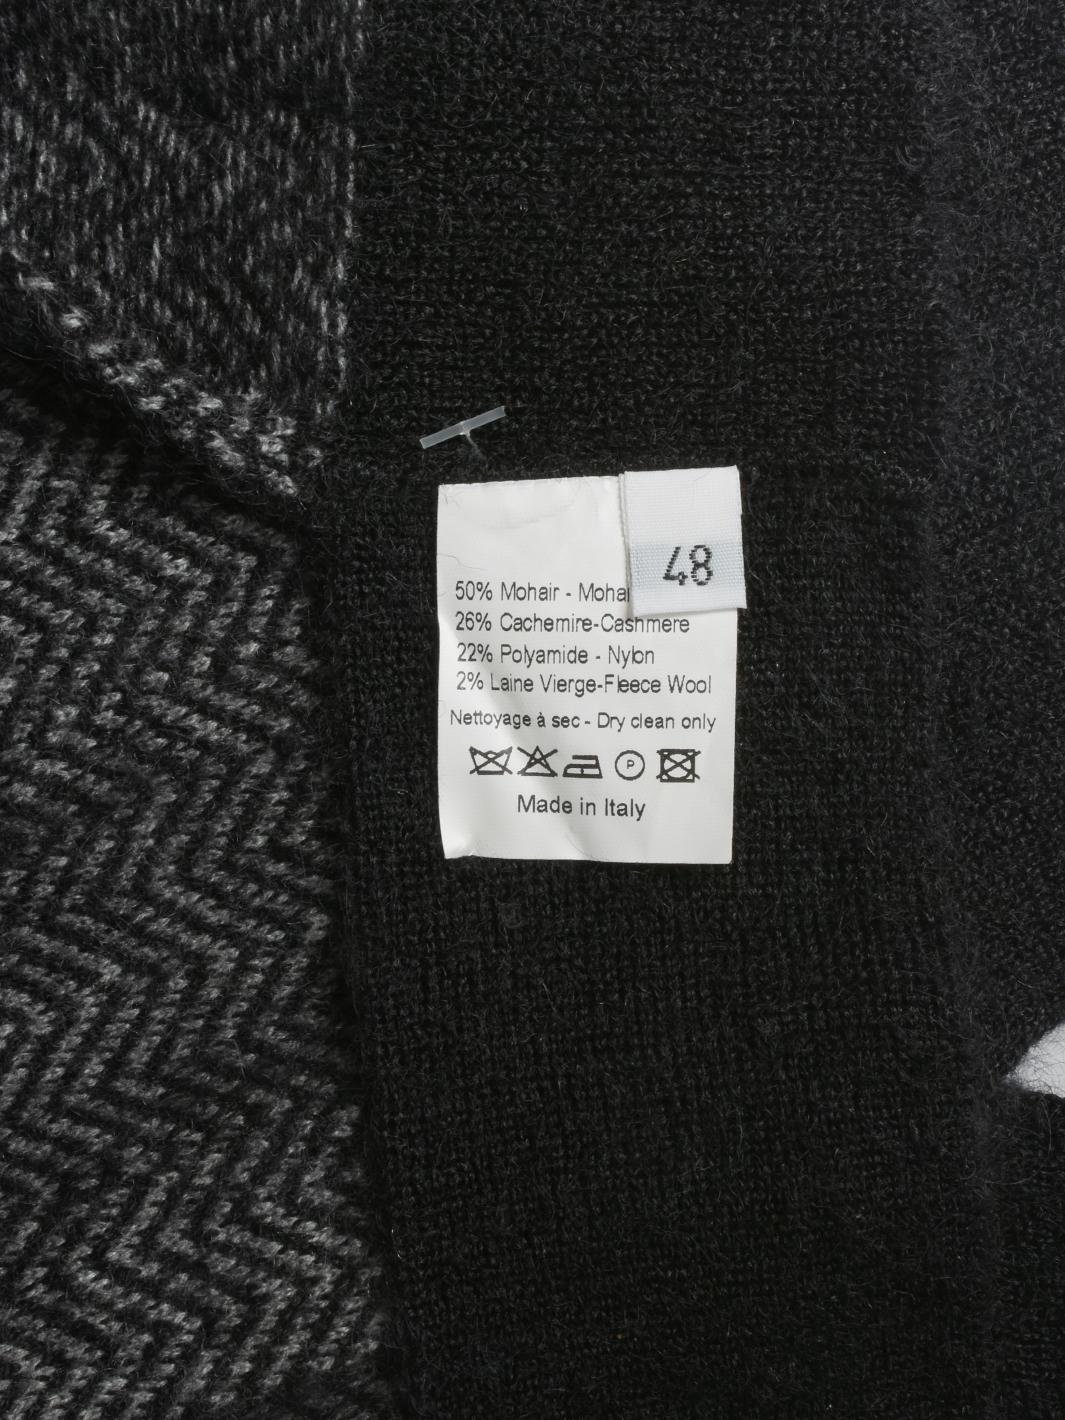 48
50% Mohair - Moha
26% Cachemire-Cashmere
22% Polyamide - Nylon
2% Laine Vierge-Fleece Wool
Nettoyage à sec - Dry clean only
P
Made in Italy